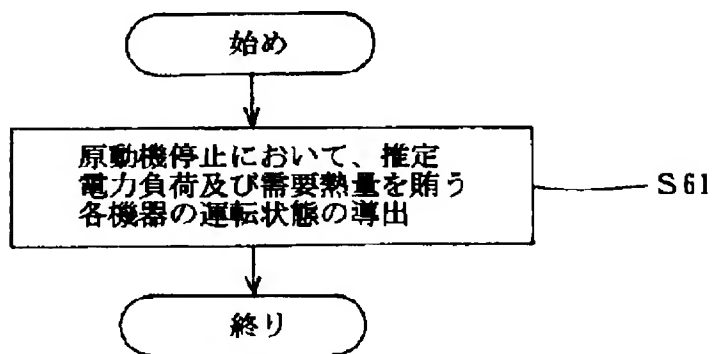 始め
原動機停止において、推定
電力負荷及び需要熱量を賄う
各機器の運転状態の導出
S61
終り